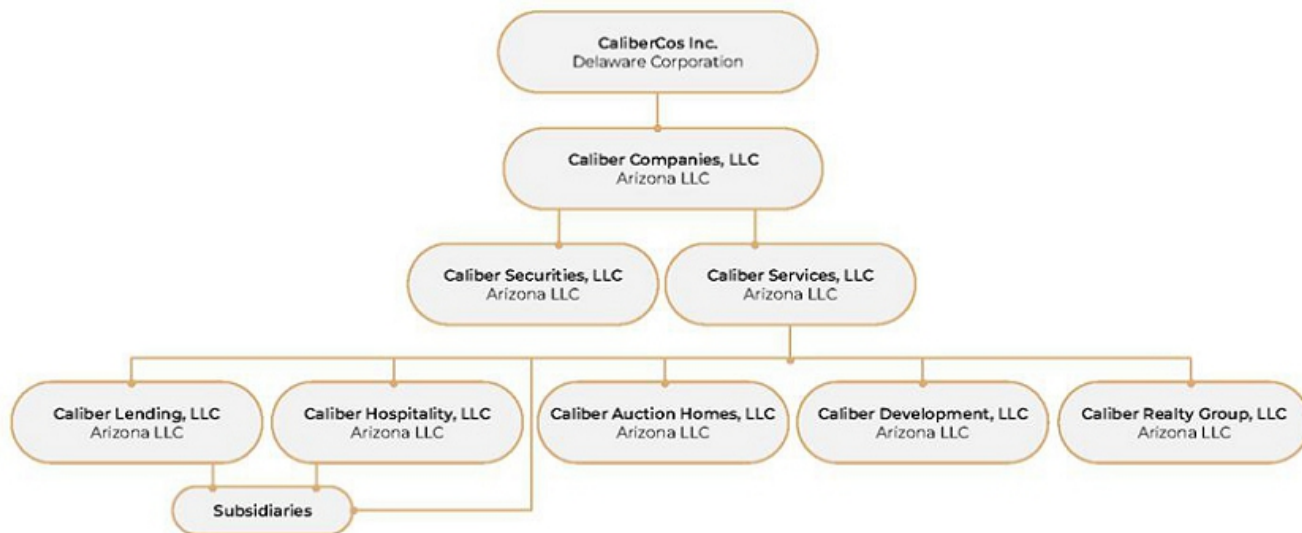 CaliberCos Inc.
Delaware Corporation
Caliber Companies, LLC
Arizona LLC
Caliber Securities, LLC
Arizona LLC
Caliber Services, LLC
Arizona LLC
Caliber Lending, LLC
Arizona LLC
Caliber Hospitality, LLC
Arizona LLC
Caliber Auction Homes, LLC
Arizona LLC
Caliber Development, LLC
Arizona LLC
Caliber Realty Group, LLC
Arizona LLC
Subsidiaries